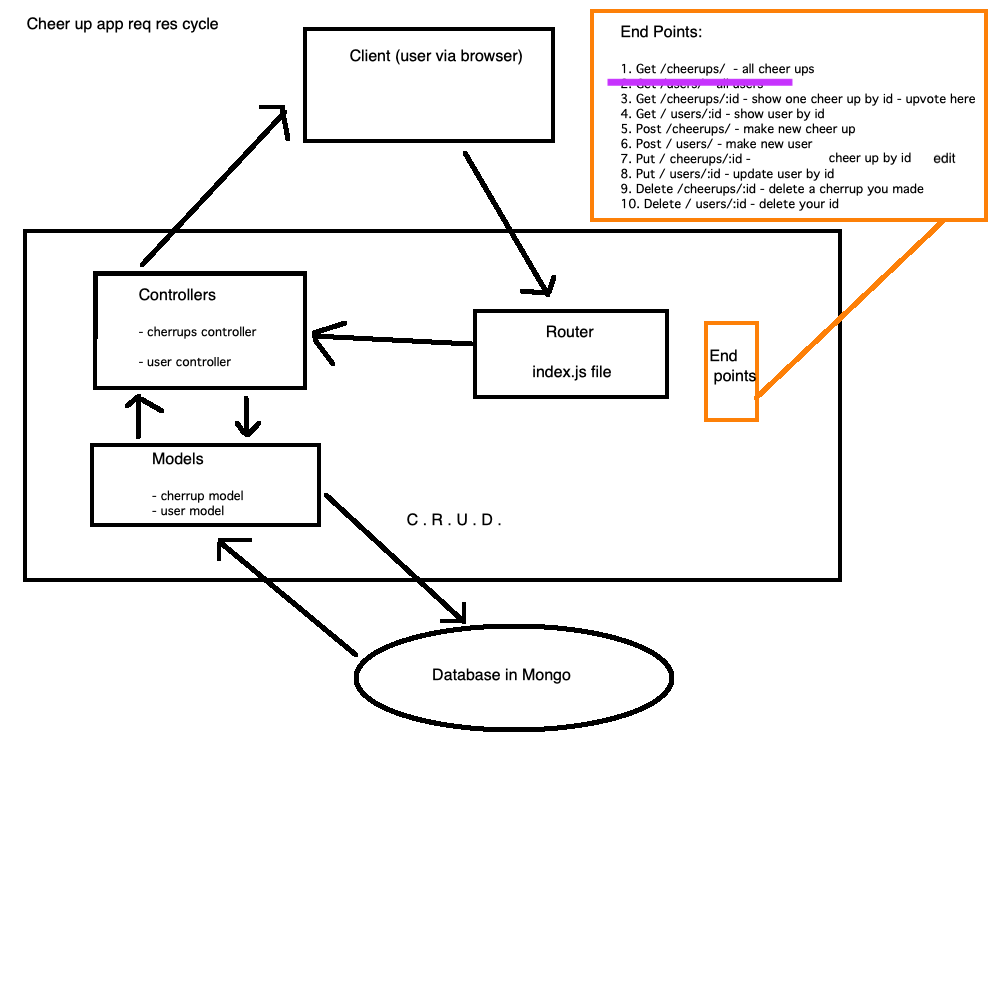 Cheer up app req res cycle
Client (user via browser)
End Points:
1. Get /cheerups/ - all cheer ups
2. Get /users/ - all users
3. Get /cheerups/:id - show one cheer up by id - upvote here
4. Get / users/:id - show user by id
5. Post /cheerups/ - make new cheer up
6. Post / users/ - make new user
7. Put / cheerups/:id - cheer up by id edit
8. Put / users/:id - update user by id
9. Delete /cheerups/:id - delete a cherrup you made
10. Delete / users/:id - delete your id
Controllers
- cherrups controller
- user controller
Router
index.js file
End
points
Models
- cherrup model
- user model
C . R . U . D .
Database in Mongo